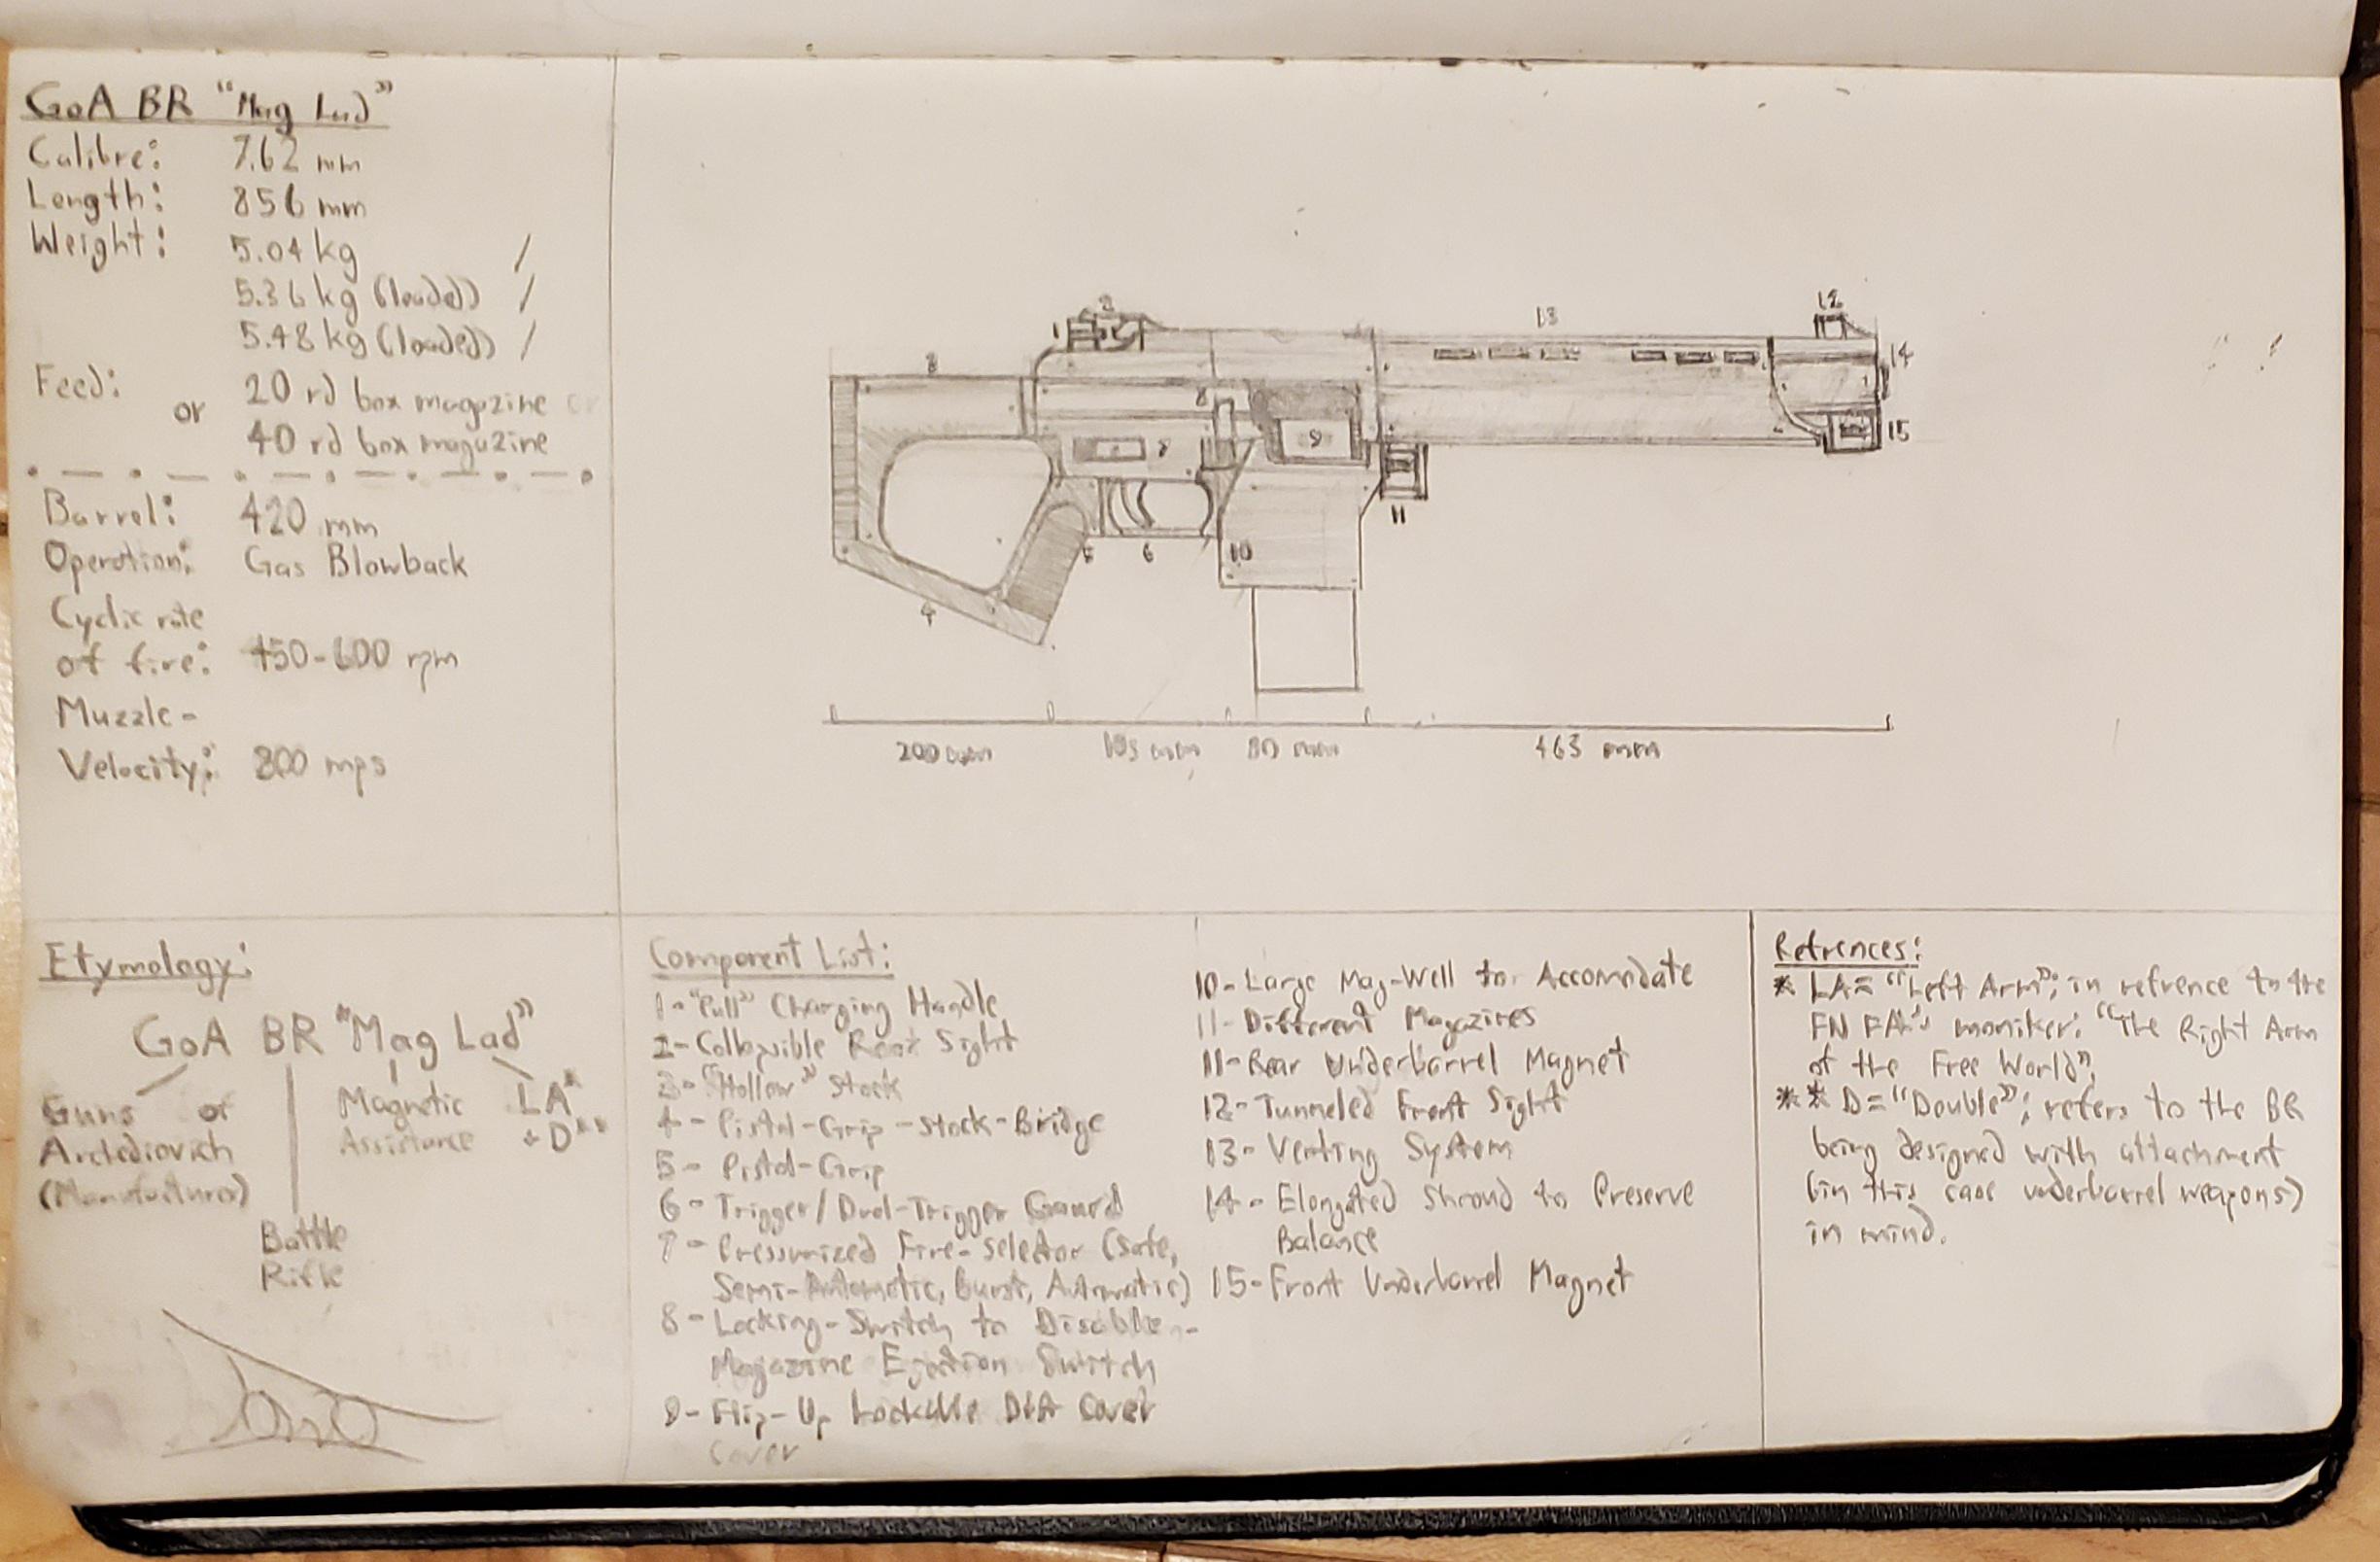 GoA BR "Mag Lad"
Calibre: 7.62 mm
Length: 856 mm
Weight: 5.04 kg /
5.36 kg (loaded) /
5.48 kg (loaded) /
Feed: 20 rd box magazine or
or 40 rd box magazine
Barrel: 420 mm
Operation: Gas Blowback
Cyclic rate
of fire: 450-600 rpm
Muzzle-
Velocity: 800 mps
1
2
3
4
5
6
7
8
9
10
11
12
13
14
15
200 mm
80 mm
463 mm
Etymology:
GoA BR "Mag Lad"
Guns of
Archdiovich
(Manufacturer)
Battle
Rifle
Magnetic
Assistance
LA*
+ D**
Component List:
1-"Pull" Charging Handle
2-Collapsible Rear Sight
3-"Hollow" Stock
4-Pistol-Grip-Stock-Bridge
5-Pistol-Grip
6-Trigger/Dual-Trigger Guard
7-Pressurized Fire-Selector (Safe,
Semi-Automatic, Burst, Automatic)
8-Locking-Switch to Disable-
Magazine Ejection Switch
9-Flip-Up Lockable Cover
Cover
10-Large Mag-Well to Accomodate
11-Different Magazines
11-Rear Underbarrel Magnet
12-Tunneled Front Sight
13-Venting System
14-Elongated Shroud to Preserve
Balance
15-Front Underbarrel Magnet
Refrences:
* LA="Left Arm"; in refrence to the
FN FAL's moniker: "The Right Arm
of the Free World".
** D="Double"; refers to the BR
being designed with attachment
(in this case underbarrel weapons)
in mind.